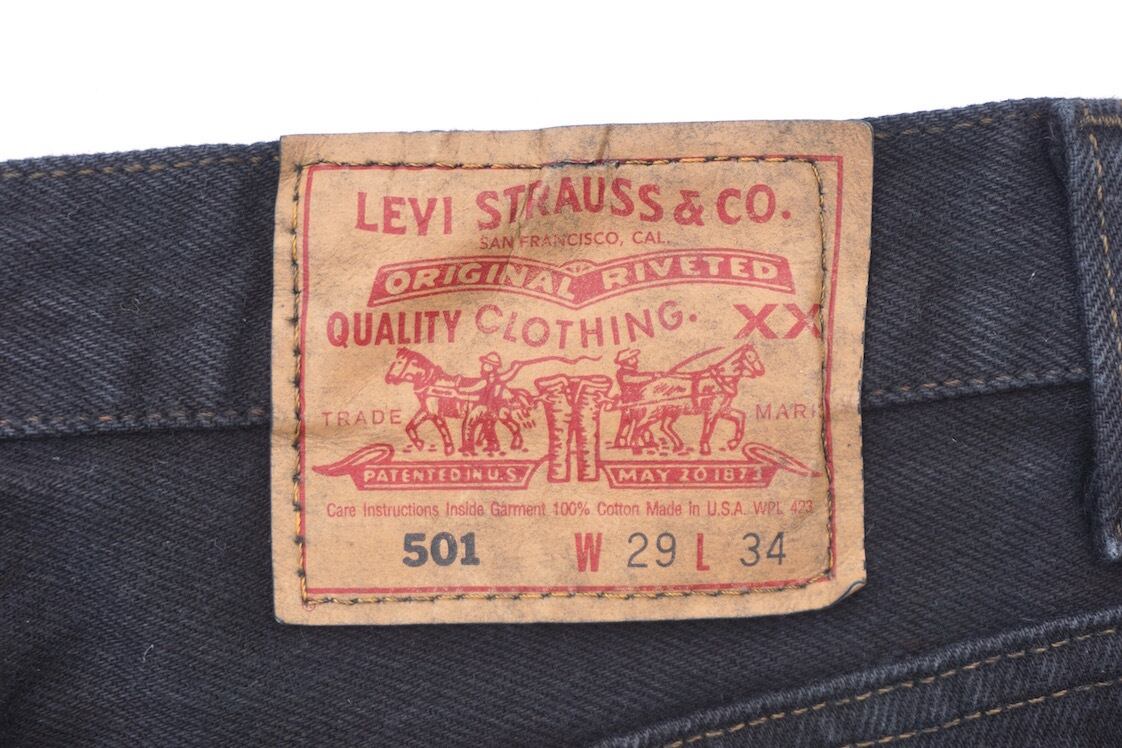 LEVI STRAUSS & CO.
SAN FRANCISCO, CAL.
ORIGINAL RIVETED
QUALITY CLOTHING. XX
TRADE MARK
PATENTED IN U.S. MAY 20 1873
Care Instructions Inside Garment 100% Cotton Made in U.S.A. WPL 423
501 W 29 L 34